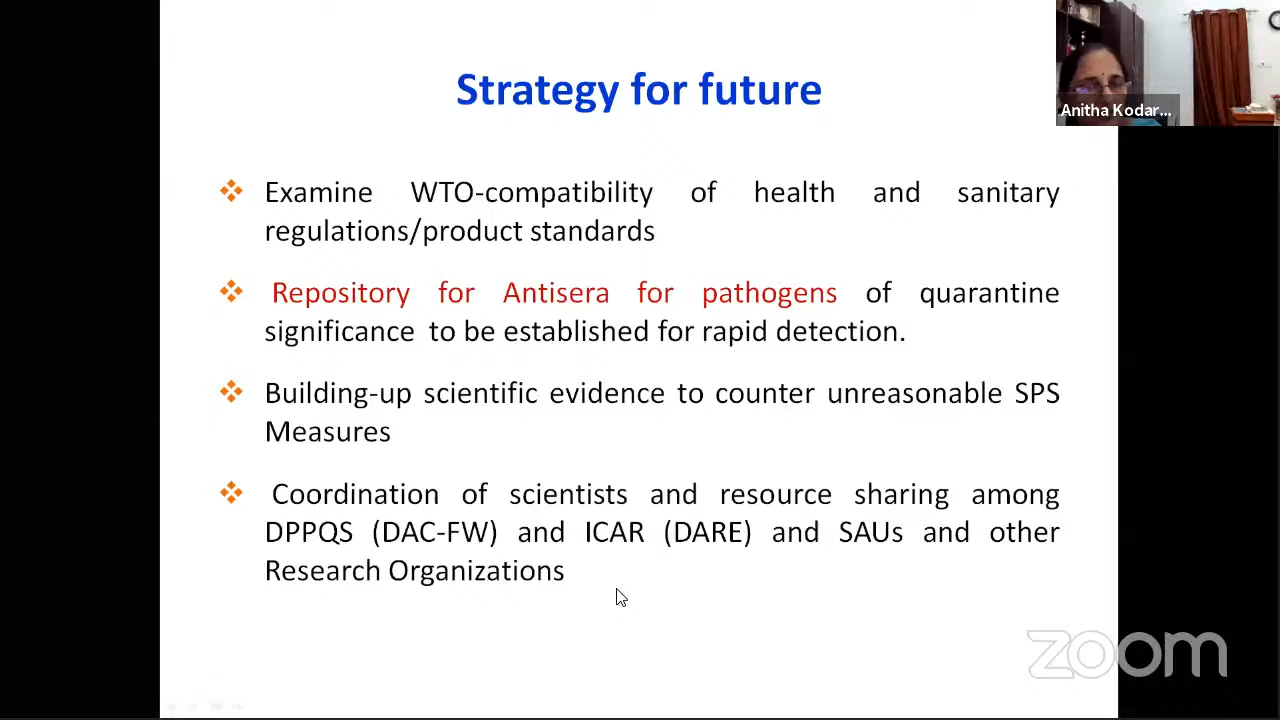 Strategy for future
Anitha Kodar...
Examine WTO-compatibility of health and sanitary
regulations/product standards
Repository for Antisera for pathogens of quarantine
significance to be established for rapid detection.
Building-up scientific evidence to counter unreasonable SPS
Measures
Coordination of scientists and resource sharing among
DPPQS (DAC-FW) and ICAR (DARE) and SAUs and other
Research Organizations
zoom